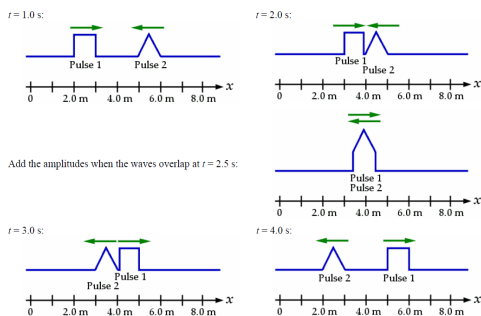 t = 1.0 s:
Pulse 1 Pulse 2
x
0 2.0 m 4.0 m 6.0 m 8.0 m
t = 2.0 s:
Pulse 1
Pulse 2
x
0 2.0 m 4.0 m 6.0 m 8.0 m
Add the amplitudes when the waves overlap at t = 2.5 s:
Pulse 1
Pulse 2
x
0 2.0 m 4.0 m 6.0 m 8.0 m
t = 3.0 s:
Pulse 1
Pulse 2
x
0 2.0 m 4.0 m 6.0 m 8.0 m
t = 4.0 s:
Pulse 2 Pulse 1
x
0 2.0 m 4.0 m 6.0 m 8.0 m